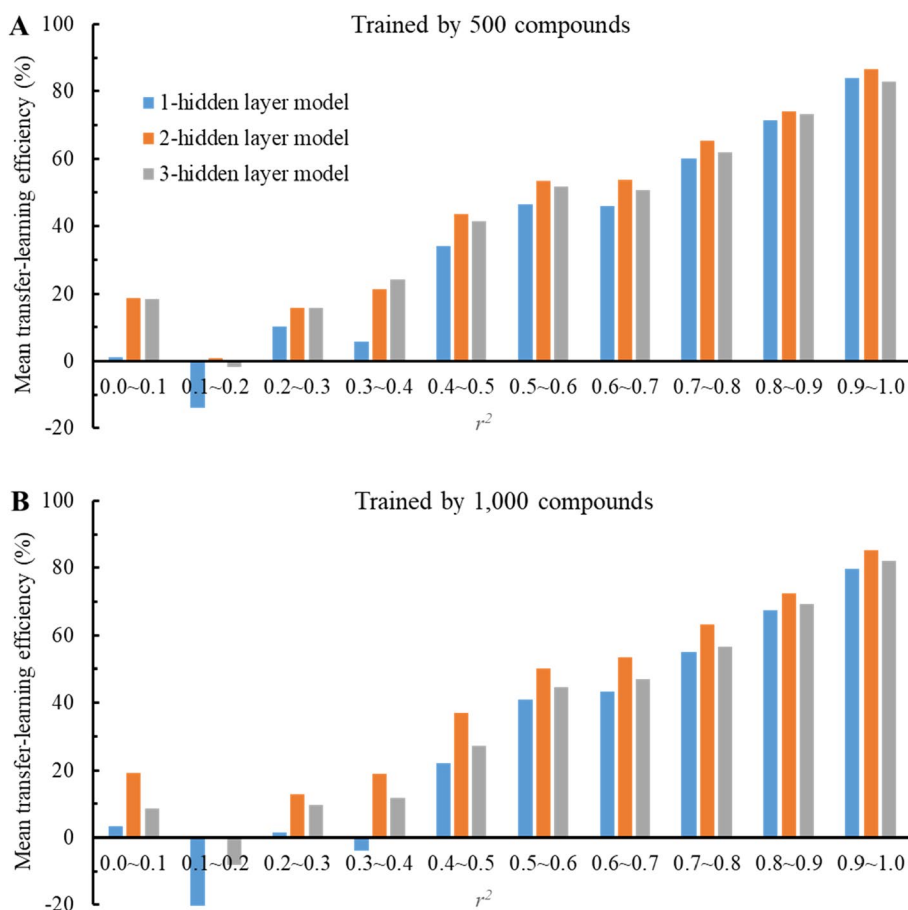 A
Trained by 500 compounds
Mean transfer-learning efficiency (%)
100
80
60
40
20
0
-20
1-hidden layer model
2-hidden layer model
3-hidden layer model
0.0~0.1 0.1~0.2 0.2~0.3 0.3~0.4 0.4~0.5 0.5~0.6 0.6~0.7 0.7~0.8 0.8~0.9 0.9~1.0
r²
B
Trained by 1,000 compounds
Mean transfer-learning efficiency (%)
100
80
60
40
20
0
-20
0.0~0.1 0.1~0.2 0.2~0.3 0.3~0.4 0.4~0.5 0.5~0.6 0.6~0.7 0.7~0.8 0.8~0.9 0.9~1.0
r²